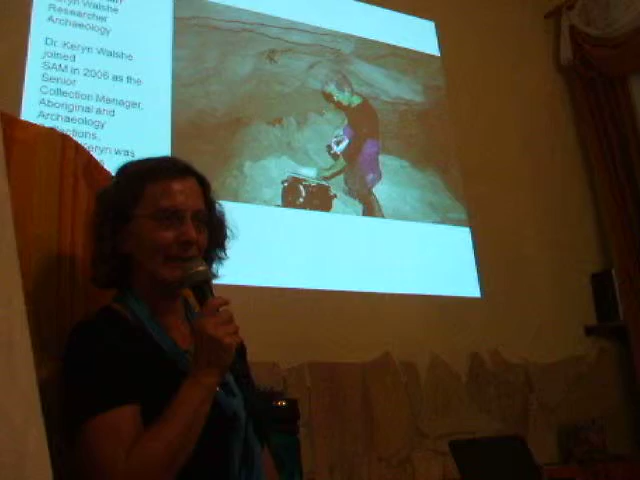 Keryn Walshe
Researcher
Archaeology
Dr. Keryn Walshe
joined
SAM in 2006 as the
Senior
Collection Manager,
Aboriginal and
Archaeology
Keryn was